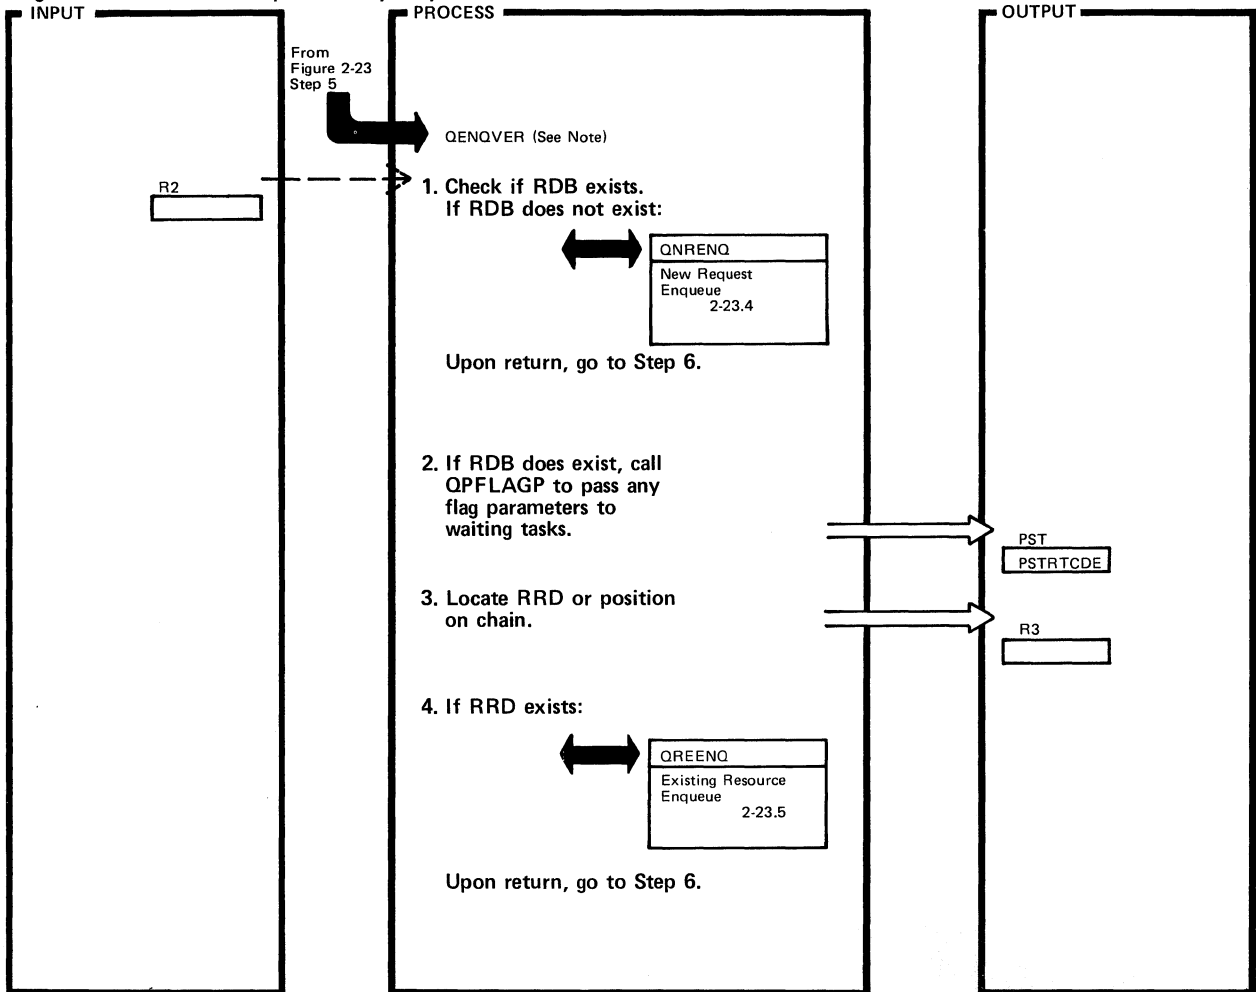 INPUT
PROCESS
OUTPUT
From
Figure 2-23
Step 5
QENQVER (See Note)
R2
1. Check if RDB exists.
If RDB does not exist:
QNRENQ
New Request
Enqueue
2-23.4
Upon return, go to Step 6.
2. If RDB does exist, call
QPFLAGP to pass any
flag parameters to
waiting tasks.
PST
PSTRTCDE
3. Locate RRD or position
on chain.
R3
4. If RRD exists:
QREENQ
Existing Resource
Enqueue
2-23.5
Upon return, go to Step 6.